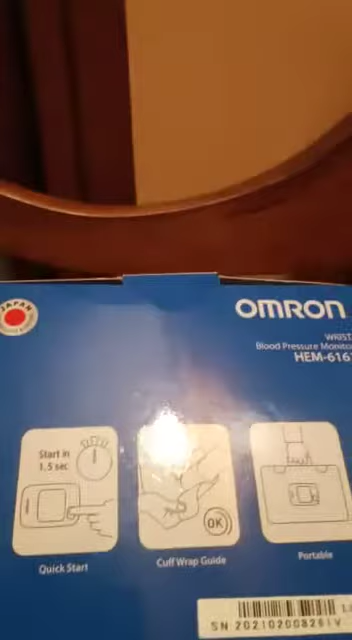 JAPAN
OMRON
WRIST
Blood Pressure Monitor
HEM-616
Start in
1.5 sec
OK
Quick Start
Cuff Wrap Guide
Portable
SN 20210200826IV